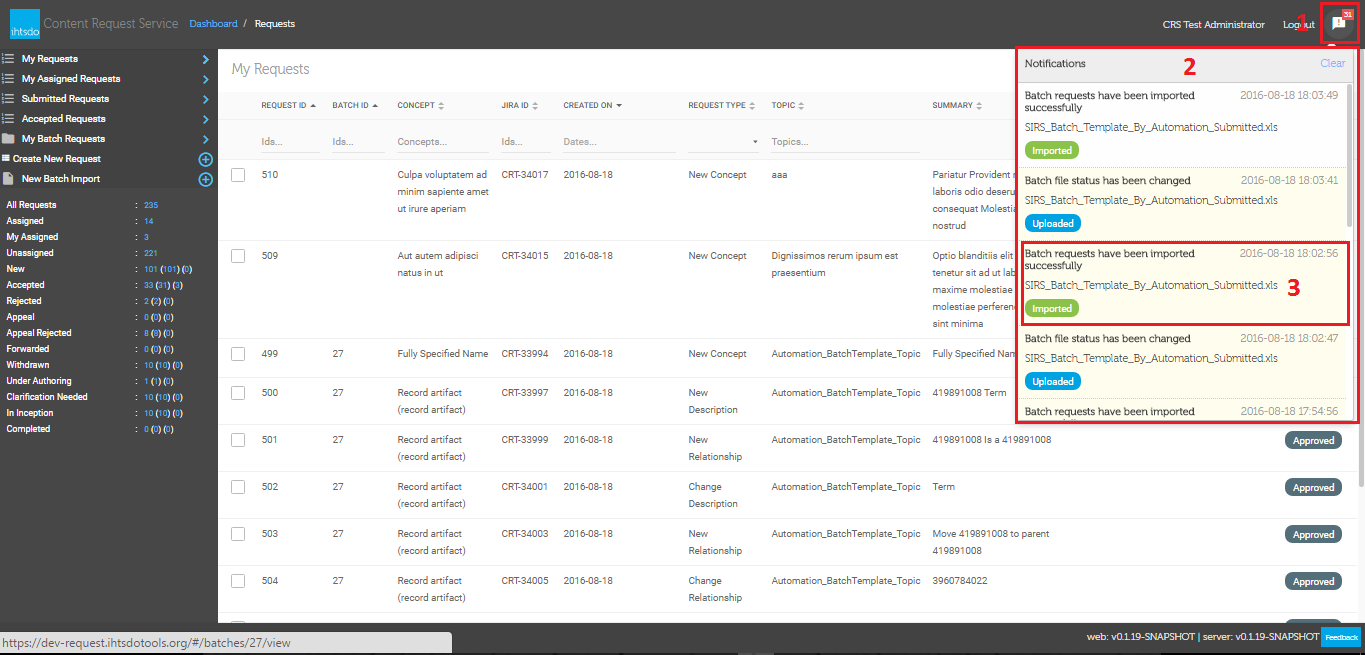 ihtsdo Content Request Service Dashboard / Requests CRS Test Administrator Logout 1 31
My Requests
My Assigned Requests
Submitted Requests
Accepted Requests
My Batch Requests
Create New Request
New Batch Import
All Requests : 235
Assigned : 14
My Assigned : 3
Unassigned : 221
New : 101 (101) (0)
Accepted : 33 (31) (3)
Rejected : 2 (2) (0)
Appeal : 0 (0) (0)
Appeal Rejected : 8 (8) (0)
Forwarded : 0 (0) (0)
Withdrawn : 10 (10) (0)
Under Authoring : 1 (1) (0)
Clarification Needed : 10 (10) (0)
In Inception : 10 (10) (0)
Completed : 0 (0) (0)
My Requests
REQUEST ID BATCH ID CONCEPT JIRA ID CREATED ON REQUEST TYPE TOPIC SUMMARY
Ids... Ids... Concepts... Ids... Dates... Topics...
510 Culpa voluptatem ad CRT-34017 2016-08-18 New Concept aaa Pariatur Provident
minim sapiente amet laboris odio deseru
ut irure aperiam consequat Molestia
nostrud
509 Aut autem adipisci CRT-34015 2016-08-18 New Concept Dignissimos rerum ipsum est Optio blanditiis elit
natus in ut praesentium tenetur sit ad ut lab
maxime molestiae
molestiae perferen
sint minima
499 27 Fully Specified Name CRT-33994 2016-08-18 New Concept Automation_BatchTemplate_Topic Fully Specified Nam
500 27 Record artifact CRT-33997 2016-08-18 New Automation_BatchTemplate_Topic 419891008 Term
(record artifact) Description
501 27 Record artifact CRT-33999 2016-08-18 New Automation_BatchTemplate_Topic 419891008 Is a 419891008 Approved
(record artifact) Relationship
502 27 Record artifact CRT-34001 2016-08-18 Change Automation_BatchTemplate_Topic Term Approved
(record artifact) Description
503 27 Record artifact CRT-34003 2016-08-18 New Automation_BatchTemplate_Topic Move 419891008 to parent Approved
(record artifact) Relationship 419891008
504 27 Record artifact CRT-34005 2016-08-18 Change Automation_BatchTemplate_Topic 3960784022 Approved
(record artifact) Relationship
Notifications 2 Clear
Batch requests have been imported 2016-08-18 18:03:49
successfully
SIRS_Batch_Template_By_Automation_Submitted.xls
Imported
Batch file status has been changed 2016-08-18 18:03:41
SIRS_Batch_Template_By_Automation_Submitted.xls
Uploaded
Batch requests have been imported 2016-08-18 18:02:56
successfully
SIRS_Batch_Template_By_Automation_Submitted.xls 3
Imported
Batch file status has been changed 2016-08-18 18:02:47
SIRS_Batch_Template_By_Automation_Submitted.xls
Uploaded
Batch requests have been imported 2016-08-18 17:54:56
https://dev-request.ihtsdotools.org/#/batches/27/view
web: v0.1.19-SNAPSHOT | server: v0.1.19-SNAPSHOT Feedback